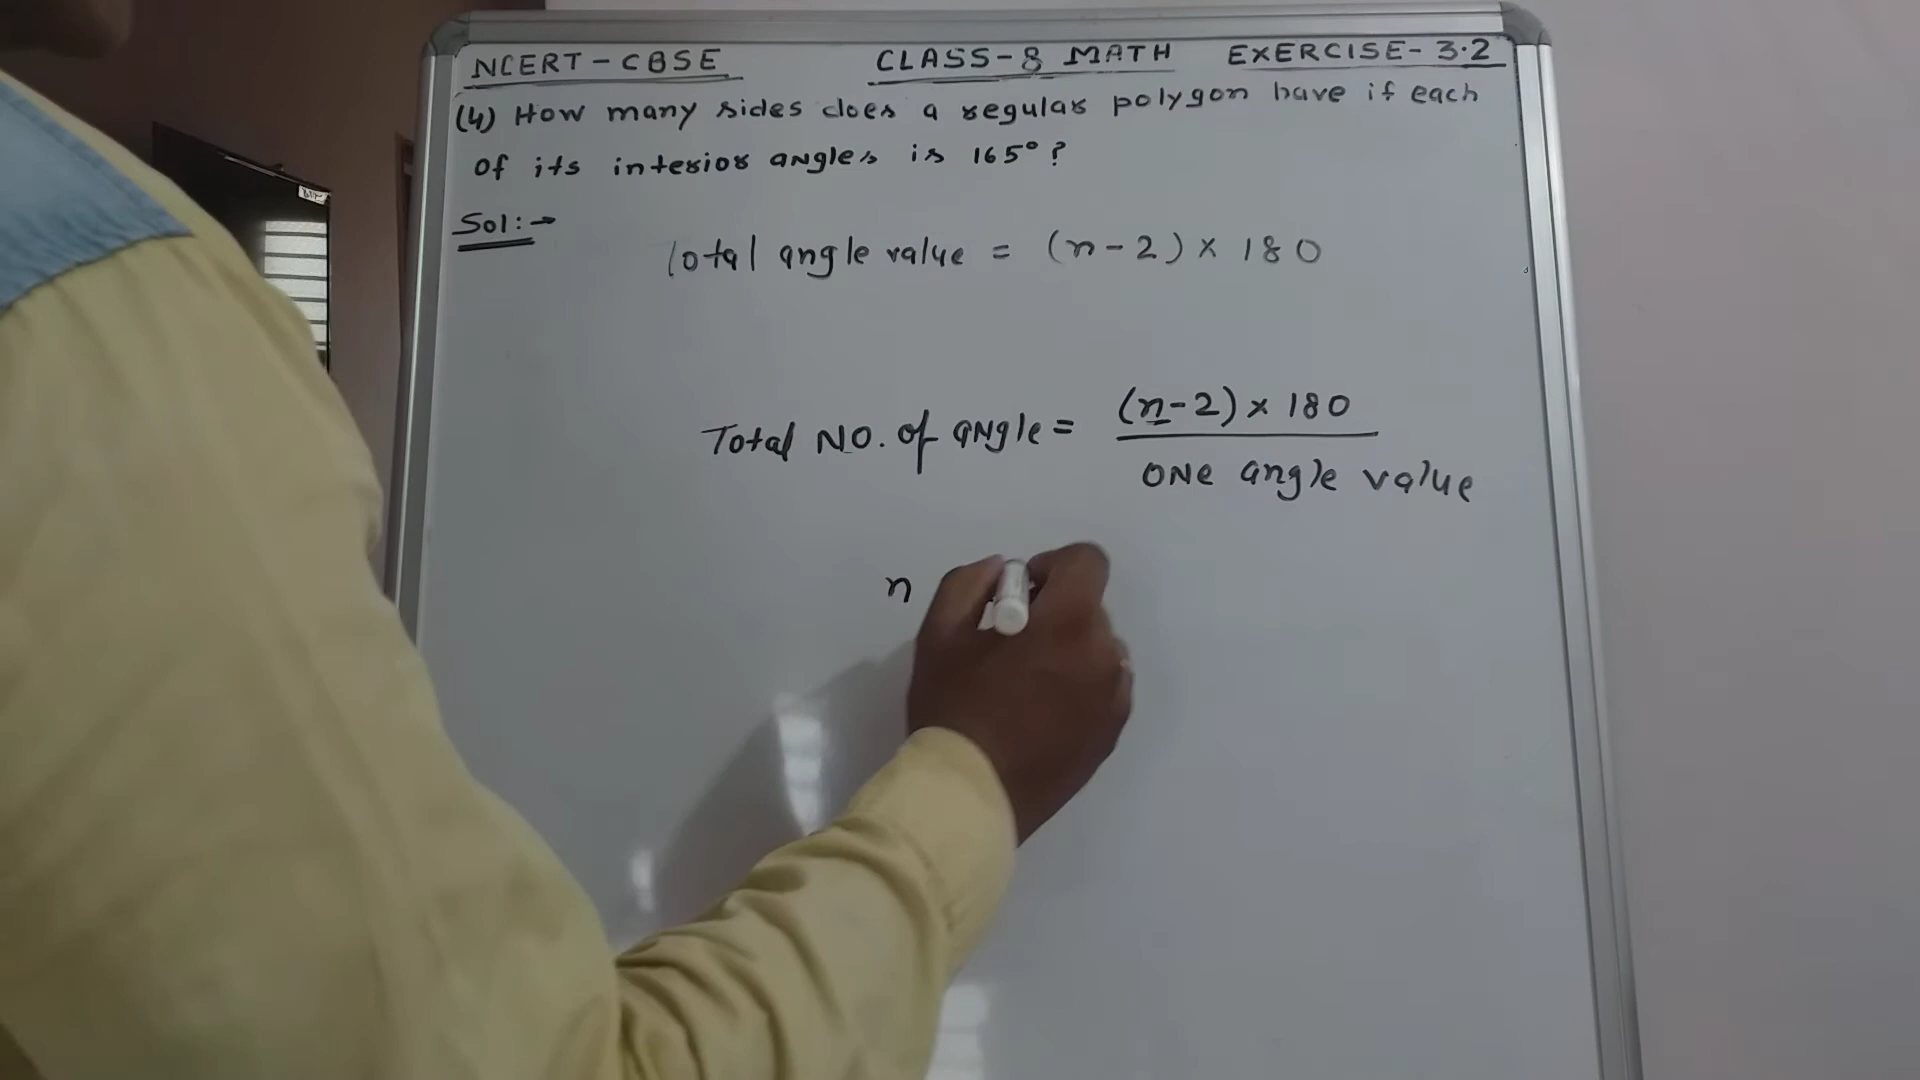 NCERT - CBSE CLASS-8 MATH EXERCISE-3.2
(4) How many sides does a regular polygon have if each
of its interior angles is 165°?
Sol:→
Total angle value = (n-2) × 180
Total NO. of angle = (n-2) × 180
ONE angle value
n